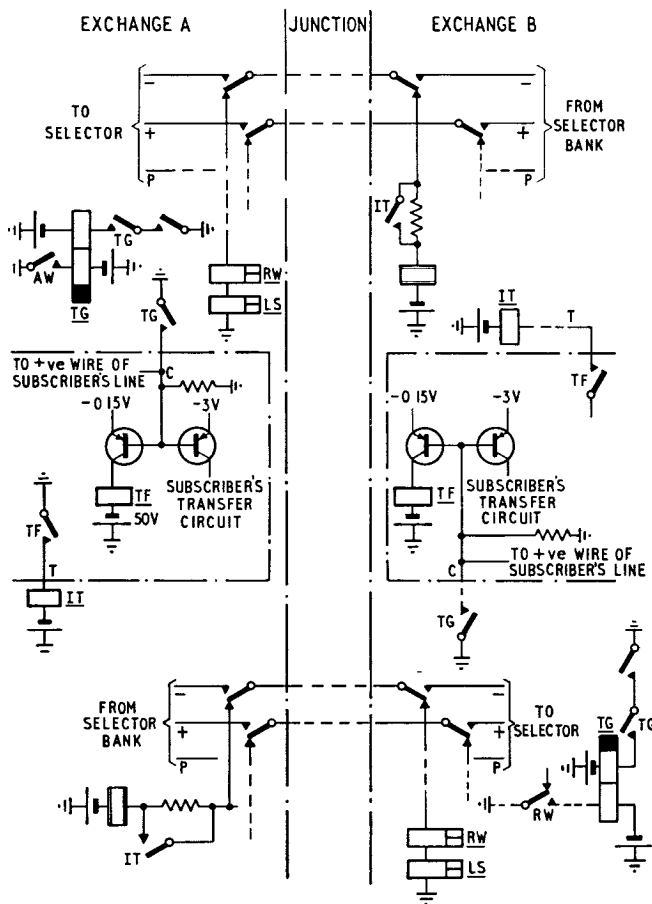 EXCHANGE A
JUNCTION
EXCHANGE B
−
TO
SELECTOR
+
P
−
FROM
SELECTOR
BANK
+
P
TG
AW
TG
RW
LS
TG
IT
IT
T
TF
TO +ve WIRE OF
SUBSCRIBER'S LINE
C
-0.15V
-3V
TF
50V
SUBSCRIBER'S
TRANSFER
CIRCUIT
TF
T
IT
-0.15V
-3V
TF
SUBSCRIBER'S
TRANSFER
CIRCUIT
TO +ve WIRE OF
SUBSCRIBER'S LINE
C
TG
FROM
SELECTOR
BANK
−
+
P
IT
−
+
P
TO
SELECTOR
TG
TG
RW
RW
LS